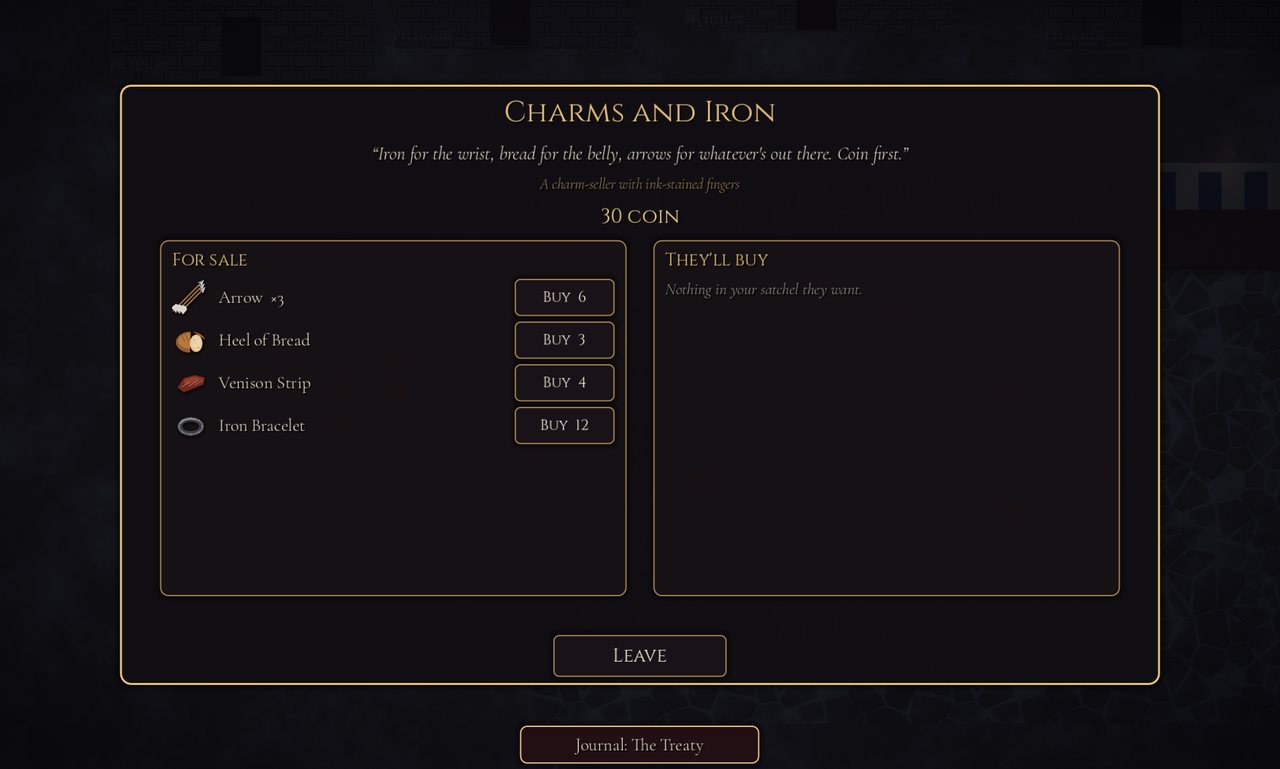 Charms and Iron
“Iron for the wrist, bread for the belly, arrows for whatever's out there. Coin first.”
A charm-seller with ink-stained fingers
30 coin
For sale
Arrow ×3
Buy 6
Heel of Bread
Buy 3
Venison Strip
Buy 4
Iron Bracelet
Buy 12
They'll buy
Nothing in your satchel they want.
Leave
Journal: The Treaty